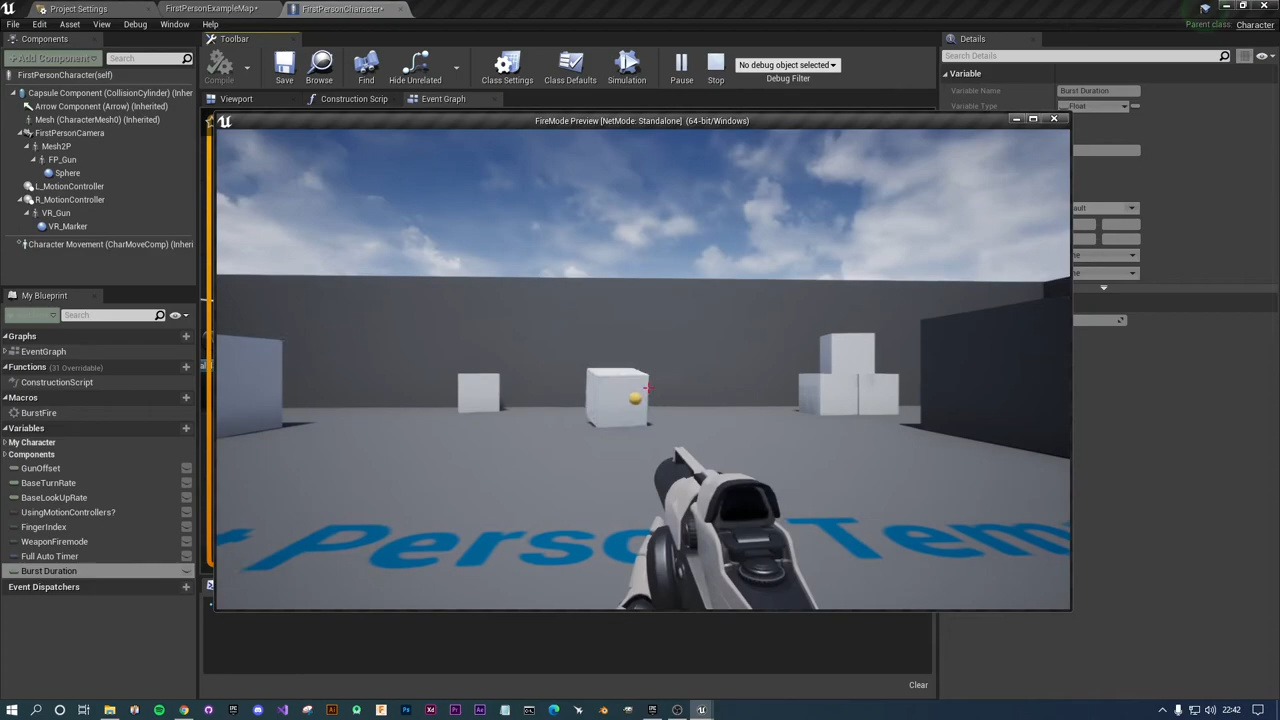 Project Settings
FirstPersonExampleMap*
FirstPersonCharacter*
File Edit Asset View Debug Window Help
Parent class: Character
Components
Toolbar
Details
+ Add Component
Search
Compile
Save
Browse
Find
Hide Unrelated
Class Settings
Class Defaults
Simulation
Pause
Stop
No debug object selected
Debug Filter
Search Details
FirstPersonCharacter(self)
Capsule Component (CollisionCylinder) (Inher
Arrow Component (Arrow) (Inherited)
Mesh (CharacterMesh0) (Inherited)
FirstPersonCamera
Mesh2P
FP_Gun
Sphere
L_MotionController
R_MotionController
VR_Gun
VR_Marker
Character Movement (CharMoveComp) (Inheri
Viewport
Construction Scrip
Event Graph
Variable
Variable Name Burst Duration
Variable Type Float
FireMode Preview [NetMode: Standalone] (64-bit/Windows)
My Blueprint
Search
Graphs
EventGraph
Functions (31 Overridable)
ConstructionScript
Macros
BurstFire
Variables
My Character
Components
GunOffset
BaseTurnRate
BaseLookUpRate
UsingMotionControllers?
FingerIndex
WeaponFiremode
Full Auto Timer
Burst Duration
Event Dispatchers
Person Tem
Clear
22:42